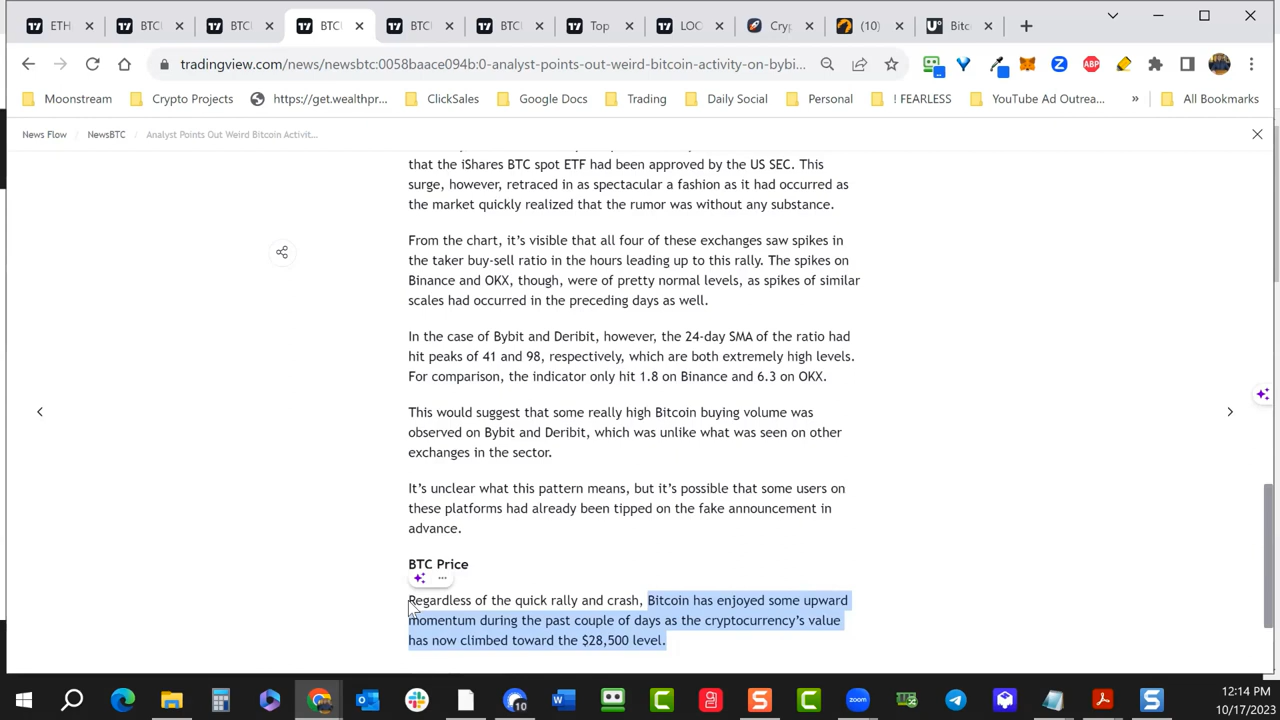 ETH
BTC
BTC
BTC
BTC
BTC
Top
LOC
Cryp
(10)
Bitc
tradingview.com/news/newsbtc:0058baace094b:0-analyst-points-out-weird-bitcoin-activity-on-bybi...
ABP
Moonstream
Crypto Projects
https://get.wealthpr...
ClickSales
Google Docs
Trading
Daily Social
Personal
! FEARLESS
YouTube Ad Outrea...
»
All Bookmarks
News Flow / NewsBTC / Analyst Points Out Weird Bitcoin Activit...
that the iShares BTC spot ETF had been approved by the US SEC. This
surge, however, retraced in as spectacular a fashion as it had occurred as
the market quickly realized that the rumor was without any substance.
From the chart, it's visible that all four of these exchanges saw spikes in
the taker buy-sell ratio in the hours leading up to this rally. The spikes on
Binance and OKX, though, were of pretty normal levels, as spikes of similar
scales had occurred in the preceding days as well.
In the case of Bybit and Deribit, however, the 24-day SMA of the ratio had
hit peaks of 41 and 98, respectively, which are both extremely high levels.
For comparison, the indicator only hit 1.8 on Binance and 6.3 on OKX.
This would suggest that some really high Bitcoin buying volume was
observed on Bybit and Deribit, which was unlike what was seen on other
exchanges in the sector.
It's unclear what this pattern means, but it's possible that some users on
these platforms had already been tipped on the fake announcement in
advance.
BTC Price
Regardless of the quick rally and crash, Bitcoin has enjoyed some upward
momentum during the past couple of days as the cryptocurrency's value
has now climbed toward the $28,500 level.
10
12:14 PM
10/17/2023